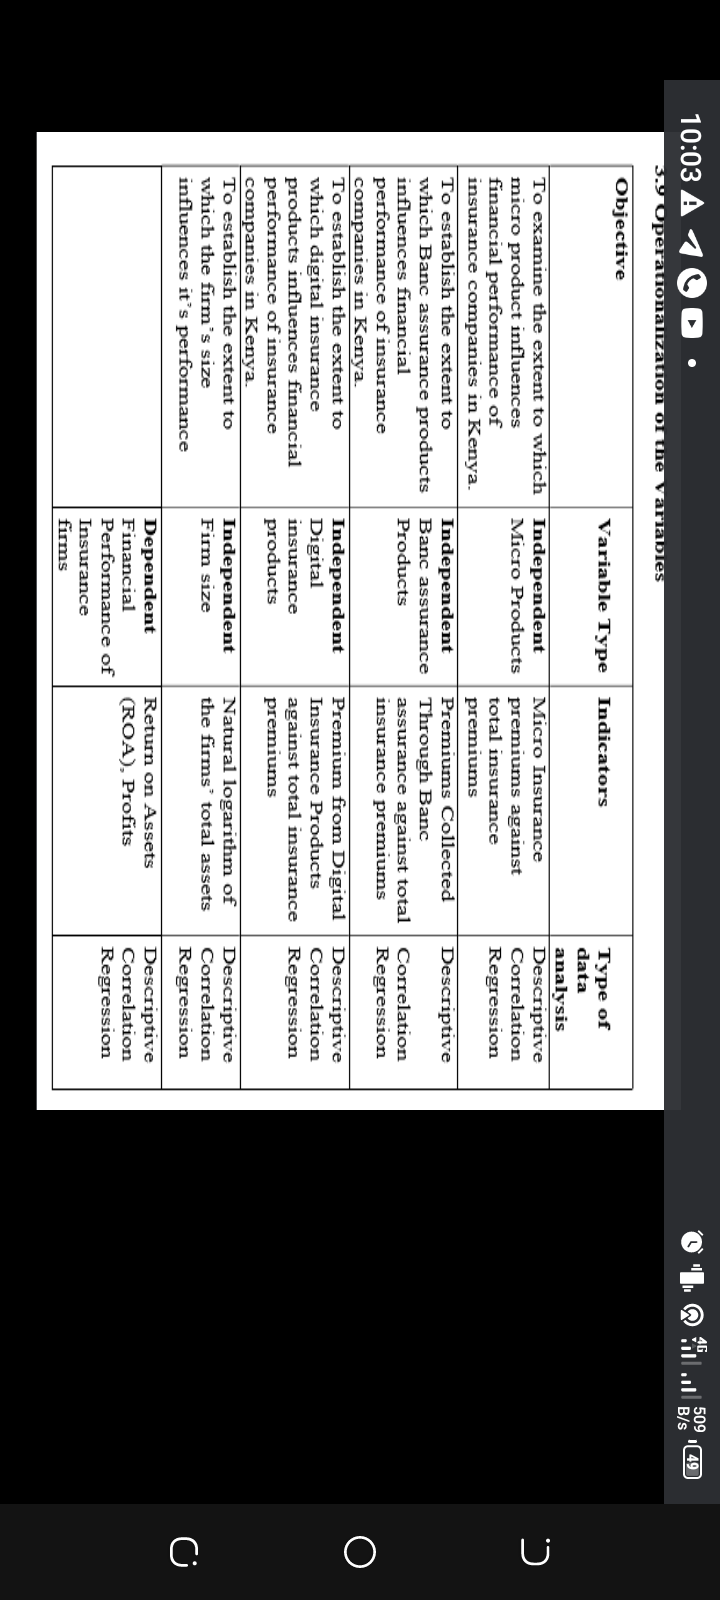 10:03
4G
509
B/s
49
3.9 Operationalization of the Variables
Objective
Variable Type
Indicators
Type of
data
analysis
To examine the extent to which
micro product influences
financial performance of
insurance companies in Kenya.
Independent
Micro Products
Micro Insurance
premiums against
total insurance
premiums
Descriptive
Correlation
Regression
To establish the extent to
which Banc assurance products
influences financial
performance of insurance
companies in Kenya.
Independent
Banc assurance
Products
Premiums Collected
Through Banc
assurance against total
insurance premiums
Descriptive
Correlation
Regression
To establish the extent to
which digital insurance
products influences financial
performance of insurance
companies in Kenya.
Independent
Digital
insurance
products
Premium from Digital
Insurance Products
against total insurance
premiums
Descriptive
Correlation
Regression
To establish the extent to
which the firm's size
influences it's performance
Independent
Firm size
Natural logarithm of
the firms' total assets
Descriptive
Correlation
Regression
Dependent
Financial
Performance of
Insurance
firms
Return on Assets
(ROA), Profits
Descriptive
Correlation
Regression